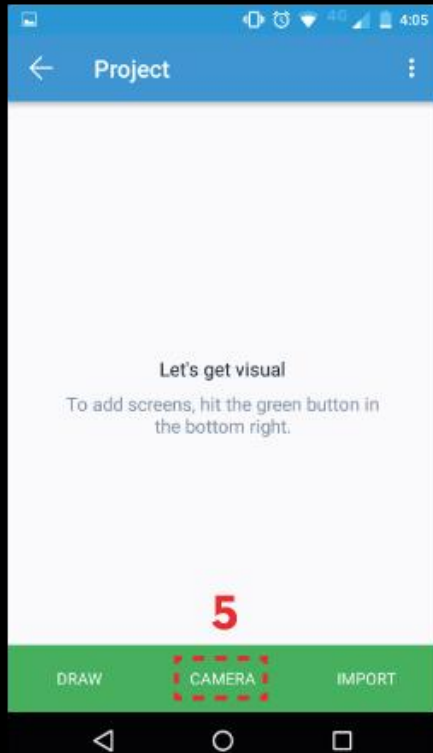 4G 4:05
Project
Let's get visual
To add screens, hit the green button in
the bottom right.
5
DRAW CAMERA IMPORT